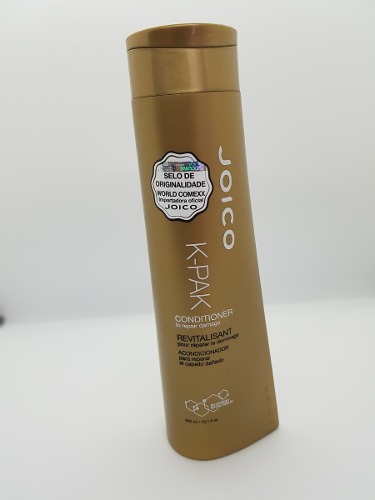 SELO DE
ORIGINALIDADE
WORLD COMEXX
importadora oficial
JOICO
JOICO
K-PAK
CONDITIONER
to repair damage
REVITALISANT
pour réparer le dommage
ACONDICIONADOR
para reparar
el cabello dañado